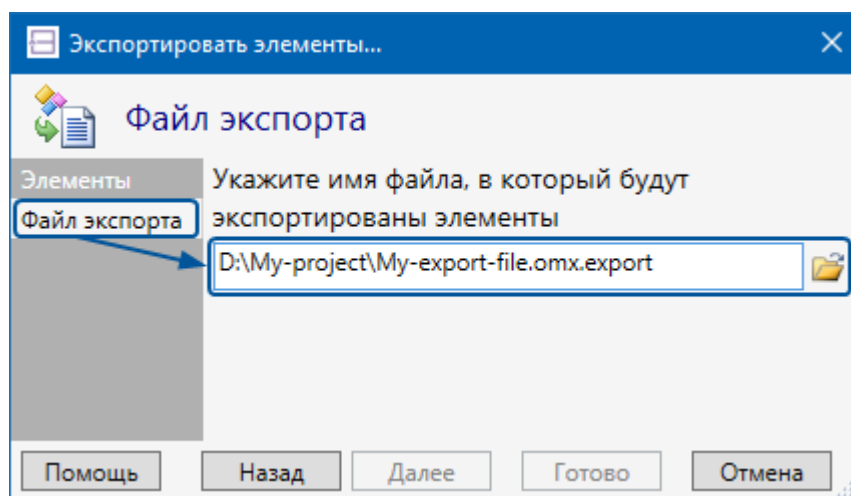 Экспортировать элементы...
Файл экспорта
Элементы
Файл экспорта
Укажите имя файла, в который будут
экспортированы элементы
D:\My-project\My-export-file.omx.export
Помощь
Назад
Далее
Готово
Отмена